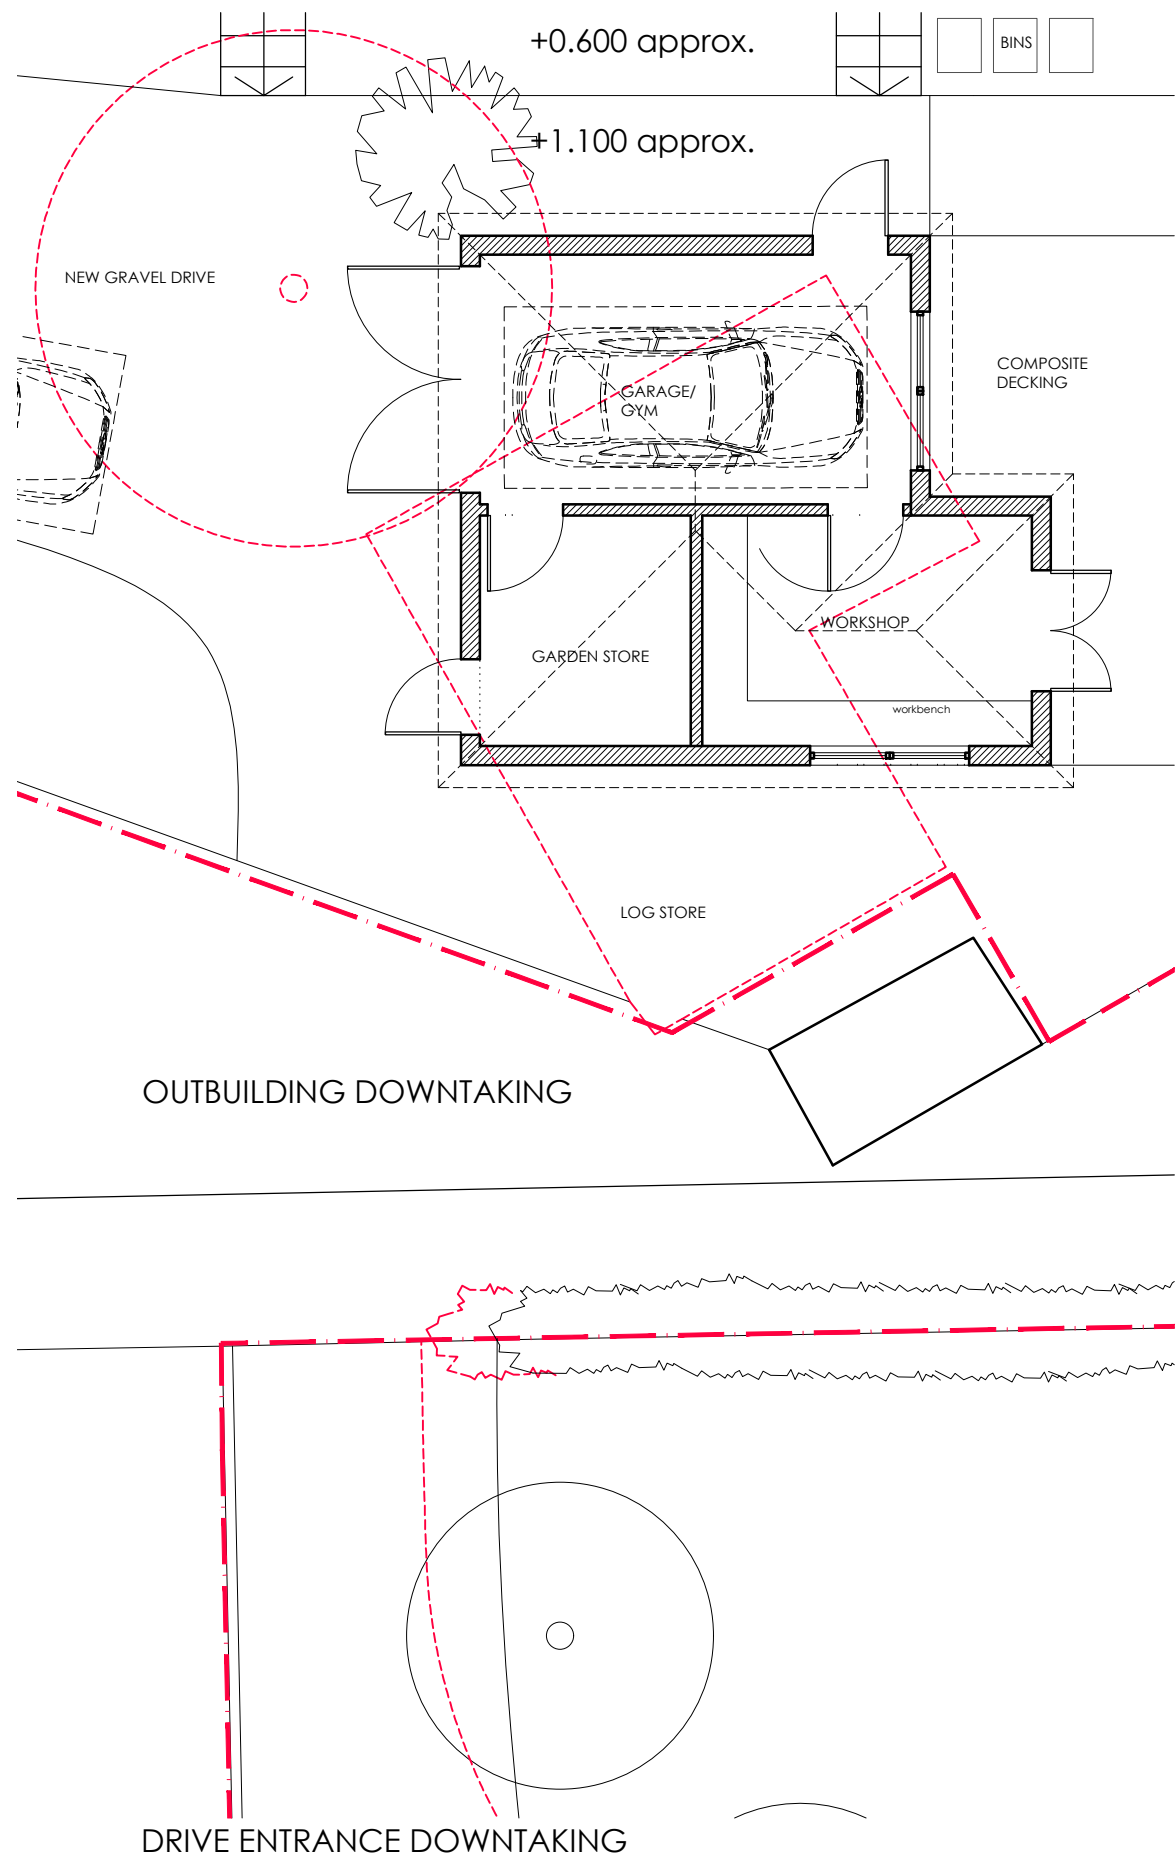 +0.600 approx.
BINS
+1.100 approx.
NEW GRAVEL DRIVE
COMPOSITE
DECKING
GARAGE/
GYM
WORKSHOP
GARDEN STORE
workbench
LOG STORE
OUTBUILDING DOWNTAKING
DRIVE ENTRANCE DOWNTAKING